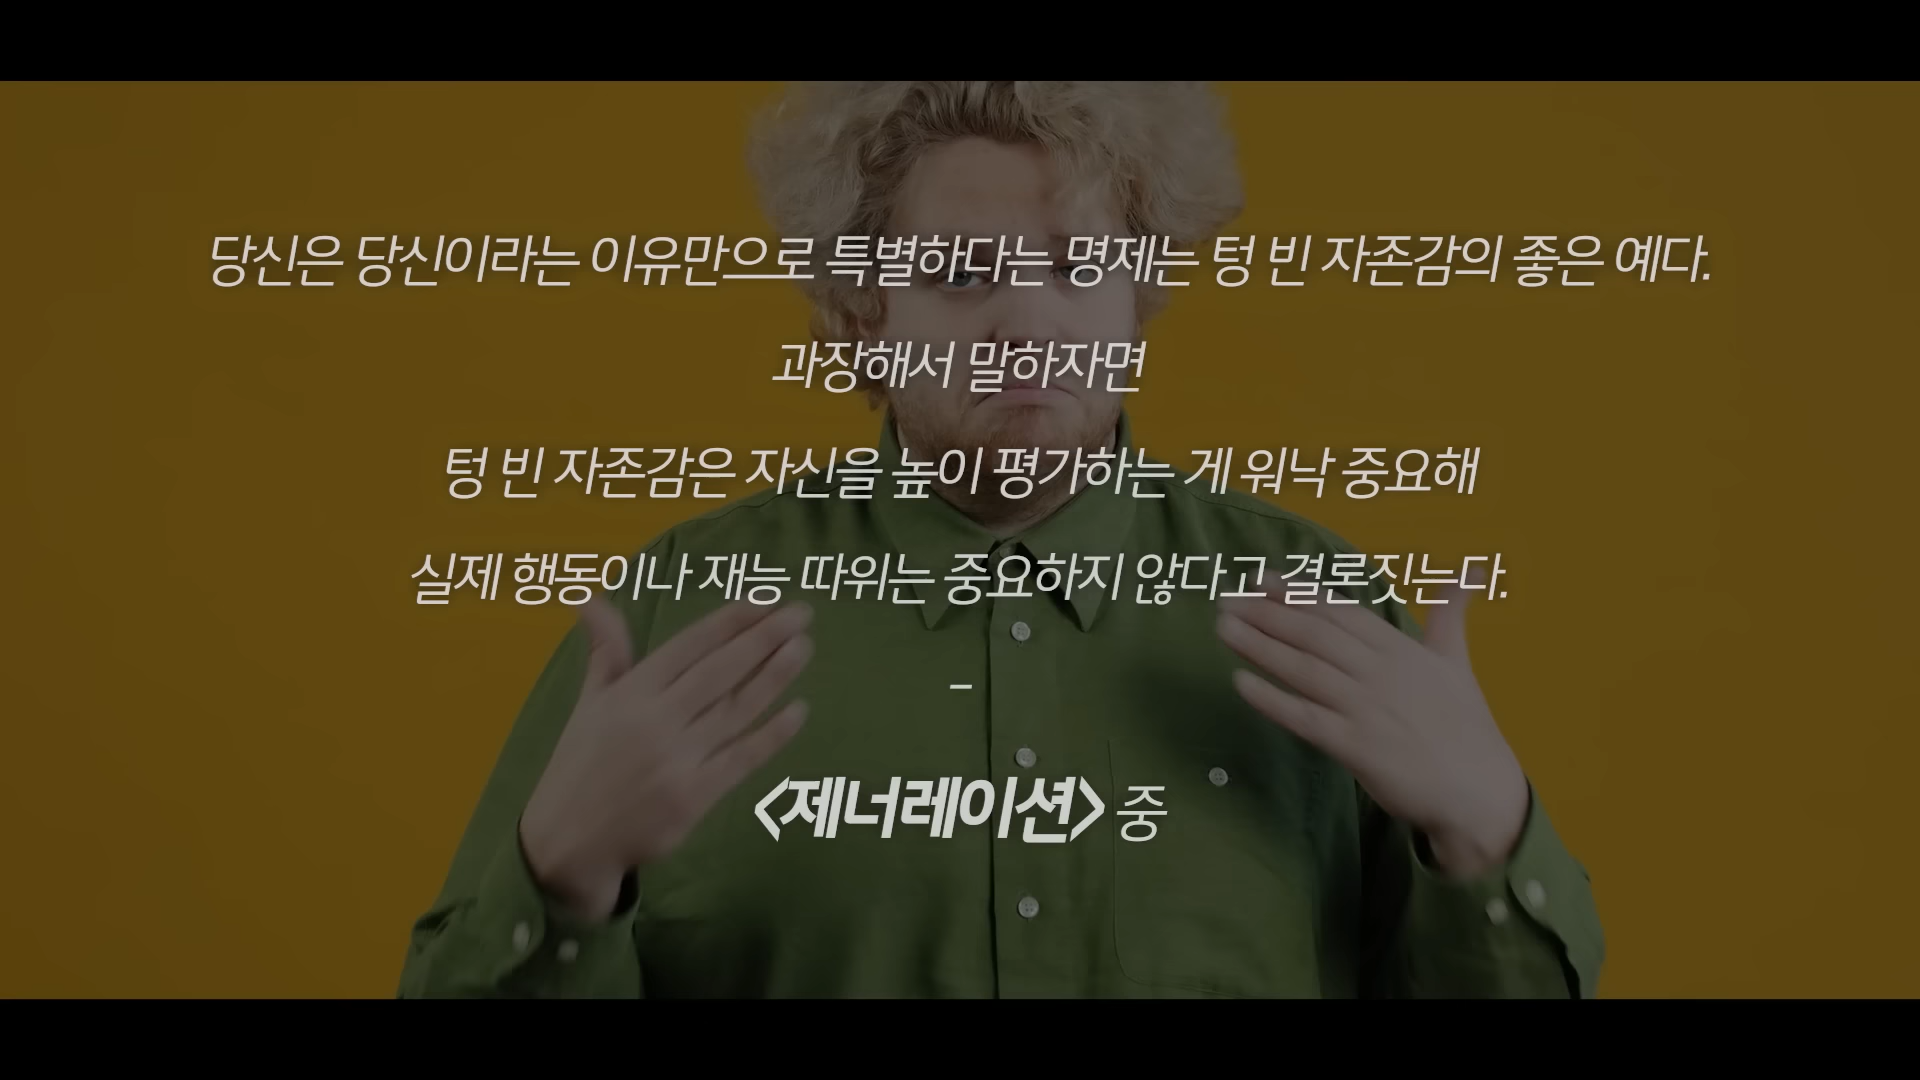 당신은 당신이라는 이유만으로 특별하다는 명제는 텅 빈 자존감의 좋은 예다.
과장해서 말하자면
텅 빈 자존감은 자신을 높이 평가하는 게 워낙 중요해
실제 행동이나 재능 따위는 중요하지 않다고 결론짓는다.
–
<제너레이션> 중